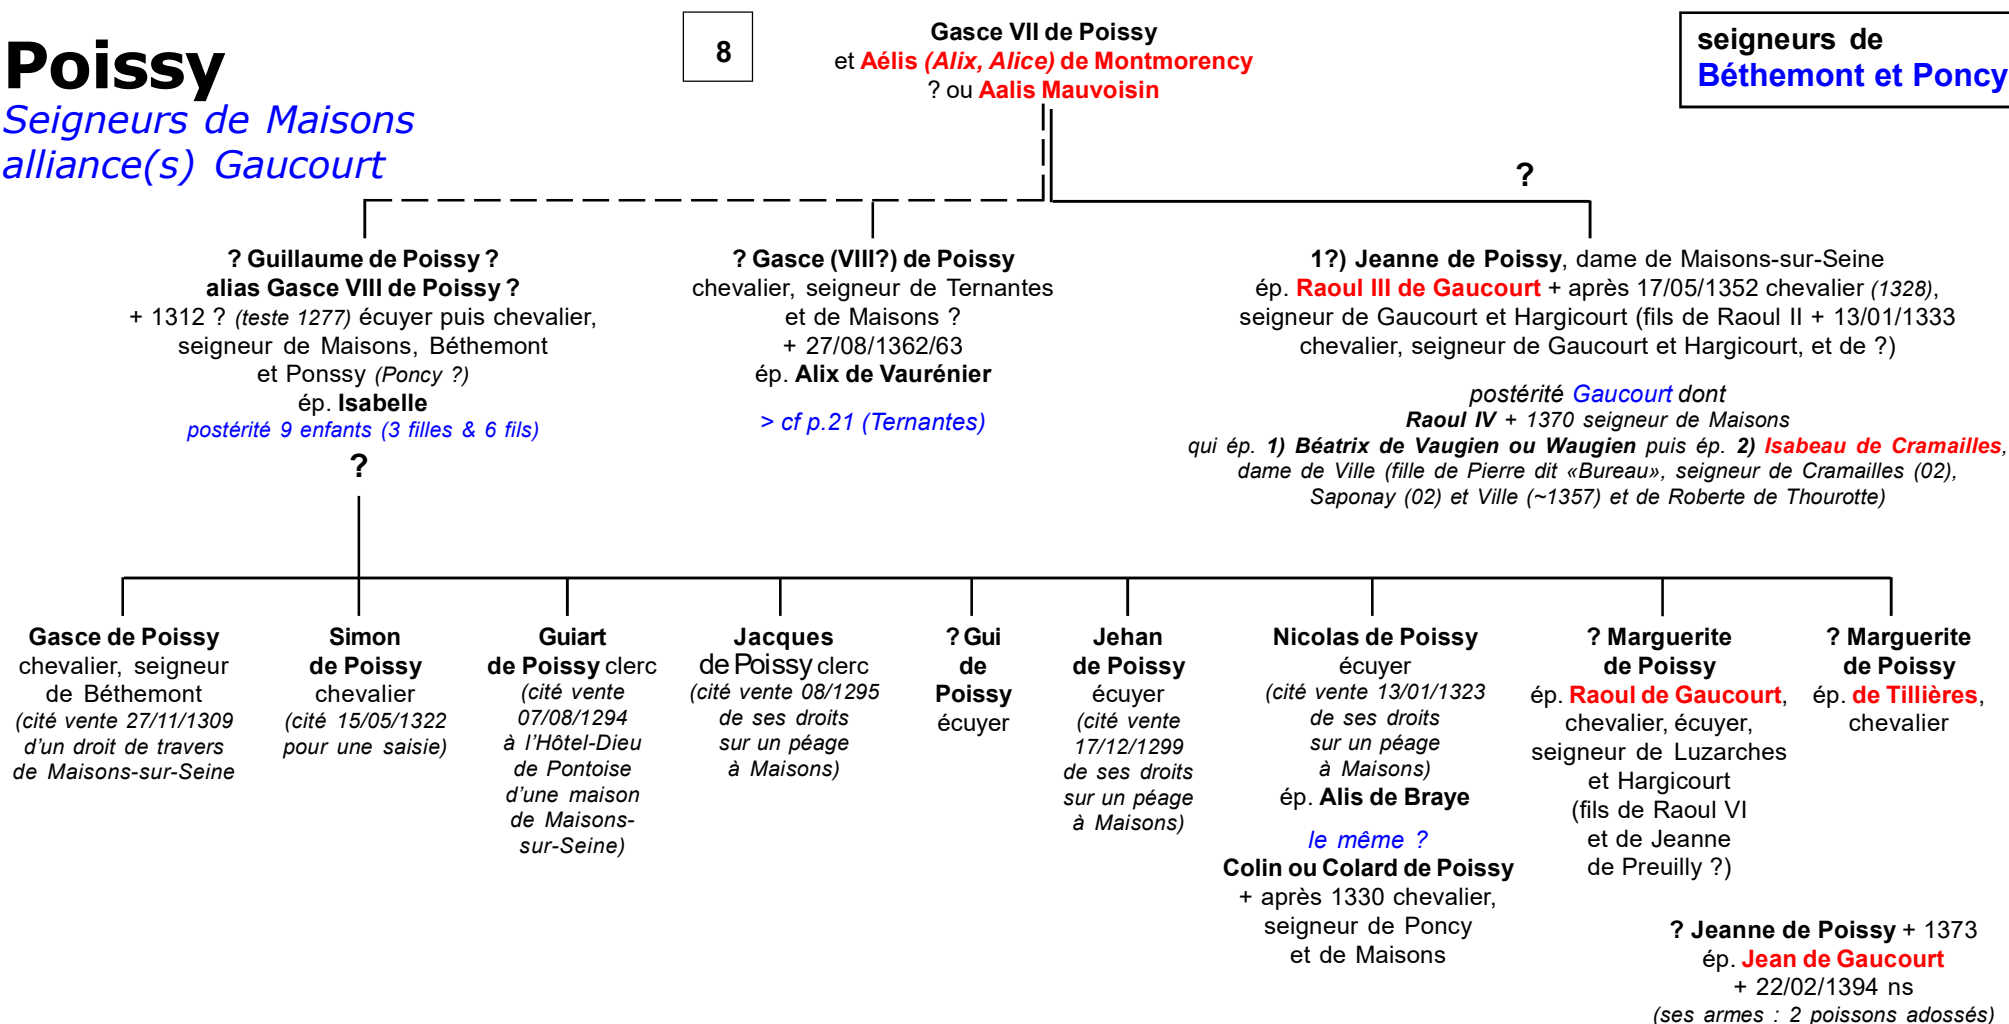 Poissy
Seigneurs de Maisons
alliance(s) Gaucourt
8
Gasce VII de Poissy
et Aélis (Alix, Alice) de Montmorency
? ou Aalis Mauvoisin
seigneurs de
Béthemont et Poncy
?
? Guillaume de Poissy ?
alias Gasce VIII de Poissy ?
+ 1312 ? (teste 1277) écuyer puis chevalier,
seigneur de Maisons, Béthemont
et Ponssy (Poncy ?)
ép. Isabelle
postérité 9 enfants (3 filles & 6 fils)
?
? Gasce (VIII?) de Poissy
chevalier, seigneur de Ternantes
et de Maisons ?
+ 27/08/1362/63
ép. Alix de Vaurénier
> cf p.21 (Ternantes)
1?) Jeanne de Poissy, dame de Maisons-sur-Seine
ép. Raoul III de Gaucourt + après 17/05/1352 chevalier (1328),
seigneur de Gaucourt et Hargicourt (fils de Raoul II + 13/01/1333
chevalier, seigneur de Gaucourt et Hargicourt, et de ?)
postérité Gaucourt dont
Raoul IV + 1370 seigneur de Maisons
qui ép. 1) Béatrix de Vaugien ou Waugien puis ép. 2) Isabeau de Cramailles,
dame de Ville (fille de Pierre dit «Bureau», seigneur de Cramailles (02),
Saponay (02) et Ville (~1357) et de Roberte de Thourotte)
Gasce de Poissy
chevalier, seigneur
de Béthemont
(cité vente 27/11/1309
d'un droit de travers
de Maisons-sur-Seine
Simon
de Poissy
chevalier
(cité 15/05/1322
pour une saisie)
Guiart
de Poissy clerc
(cité vente
07/08/1294
à l'Hôtel-Dieu
de Pontoise
d'une maison
de Maisons-
sur-Seine)
Jacques
de Poissy clerc
(cité vente 08/1295
de ses droits
sur un péage
à Maisons)
? Gui
de
Poissy
écuyer
Jehan
de Poissy
écuyer
(cité vente
17/12/1299
de ses droits
sur un péage
à Maisons)
Nicolas de Poissy
écuyer
(cité vente 13/01/1323
de ses droits
sur un péage
à Maisons)
ép. Alis de Braye
le même ?
Colin ou Colard de Poissy
+ après 1330 chevalier,
seigneur de Poncy
et de Maisons
? Marguerite
de Poissy
ép. Raoul de Gaucourt,
chevalier, écuyer,
seigneur de Luzarches
et Hargicourt
(fils de Raoul VI
et de Jeanne
de Preuilly ?)
? Marguerite
de Poissy
ép. de Tillières,
chevalier
? Jeanne de Poissy + 1373
ép. Jean de Gaucourt
+ 22/02/1394 ns
(ses armes : 2 poissons adossés)